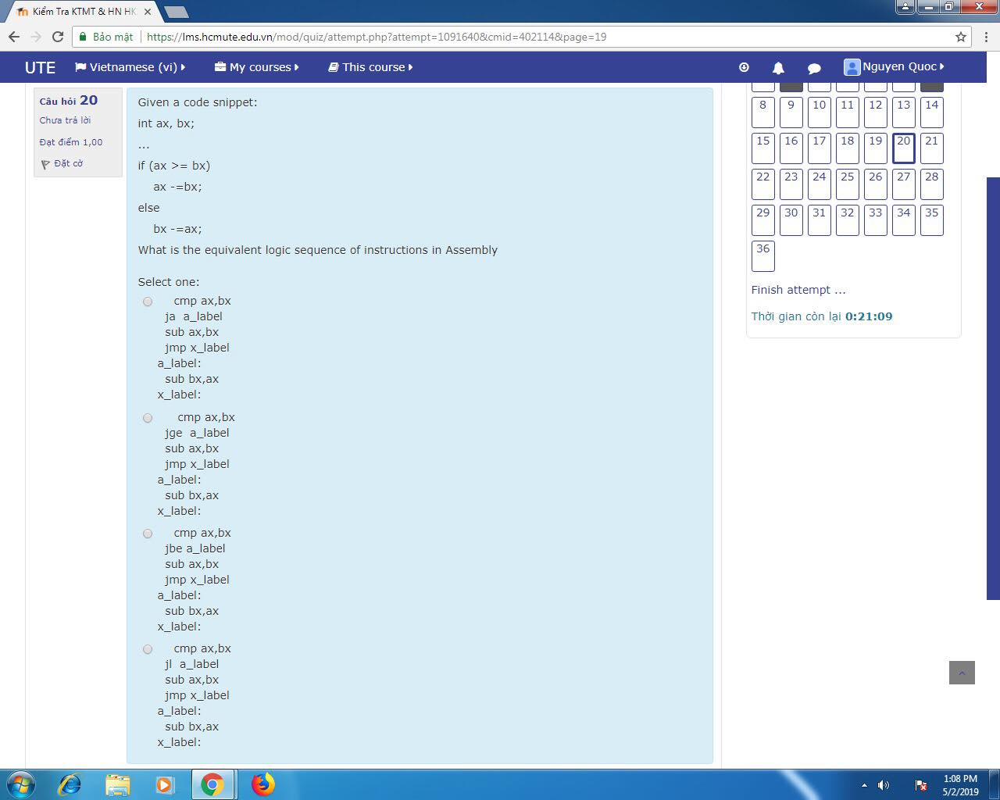 Kiểm Tra KTMT & HN HK
Bảo mật
https://lms.hcmute.edu.vn/mod/quiz/attempt.php?attempt=1091640&cmid=402114&page=19
UTE Vietnamese (vi) My courses This course Nguyen Quoc
Câu hỏi 20
Chưa trả lời
Đạt điểm 1,00
Đặt cờ
Given a code snippet:
int ax, bx;
...
if (ax >= bx)
ax -=bx;
else
bx -=ax;
What is the equivalent logic sequence of instructions in Assembly
Select one:
cmp ax,bx
ja a_label
sub ax,bx
jmp x_label
a_label:
sub bx,ax
x_label:
cmp ax,bx
jge a_label
sub ax,bx
jmp x_label
a_label:
sub bx,ax
x_label:
cmp ax,bx
jbe a_label
sub ax,bx
jmp x_label
a_label:
sub bx,ax
x_label:
cmp ax,bx
jl a_label
sub ax,bx
jmp x_label
a_label:
sub bx,ax
x_label:
8 9 10 11 12 13 14
15 16 17 18 19 20 21
22 23 24 25 26 27 28
29 30 31 32 33 34 35
36
Finish attempt ...
Thời gian còn lại 0:21:09
1:08 PM
5/2/2019